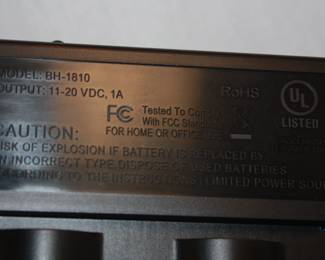 MODEL: BH-1810
OUTPUT: 11-20 VDC, 1A
RoHS
FC Tested To Comply
With FCC Standards
FOR HOME OR OFFICE USE
UL
LISTED
CAUTION:
RISK OF EXPLOSION IF BATTERY IS REPLACED
AN INCORRECT TYPE DISPOSE OF USED BATTERIES
ACCORDING TO THE INSTRUCTIONS LIMITED POWER SOU